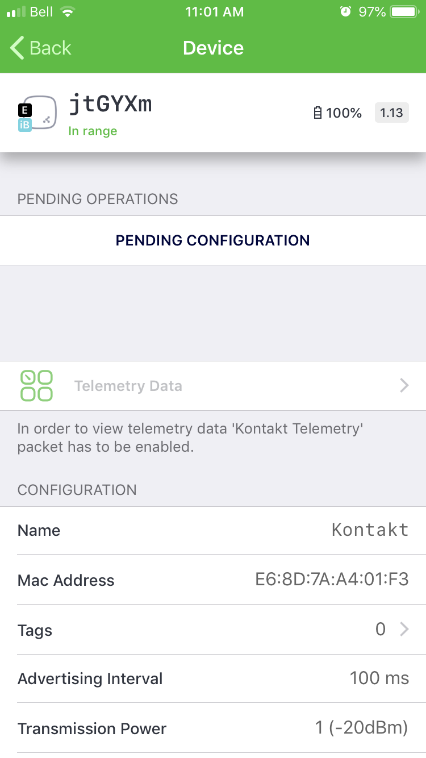 Bell 11:01 AM 97%
Back Device
jtGYXm
E
iB
In range
100% 1.13
PENDING OPERATIONS
PENDING CONFIGURATION
Telemetry Data
In order to view telemetry data 'Kontakt Telemetry'
packet has to be enabled.
CONFIGURATION
Name Kontakt
Mac Address E6:8D:7A:A4:01:F3
Tags 0
Advertising Interval 100 ms
Transmission Power 1 (-20dBm)